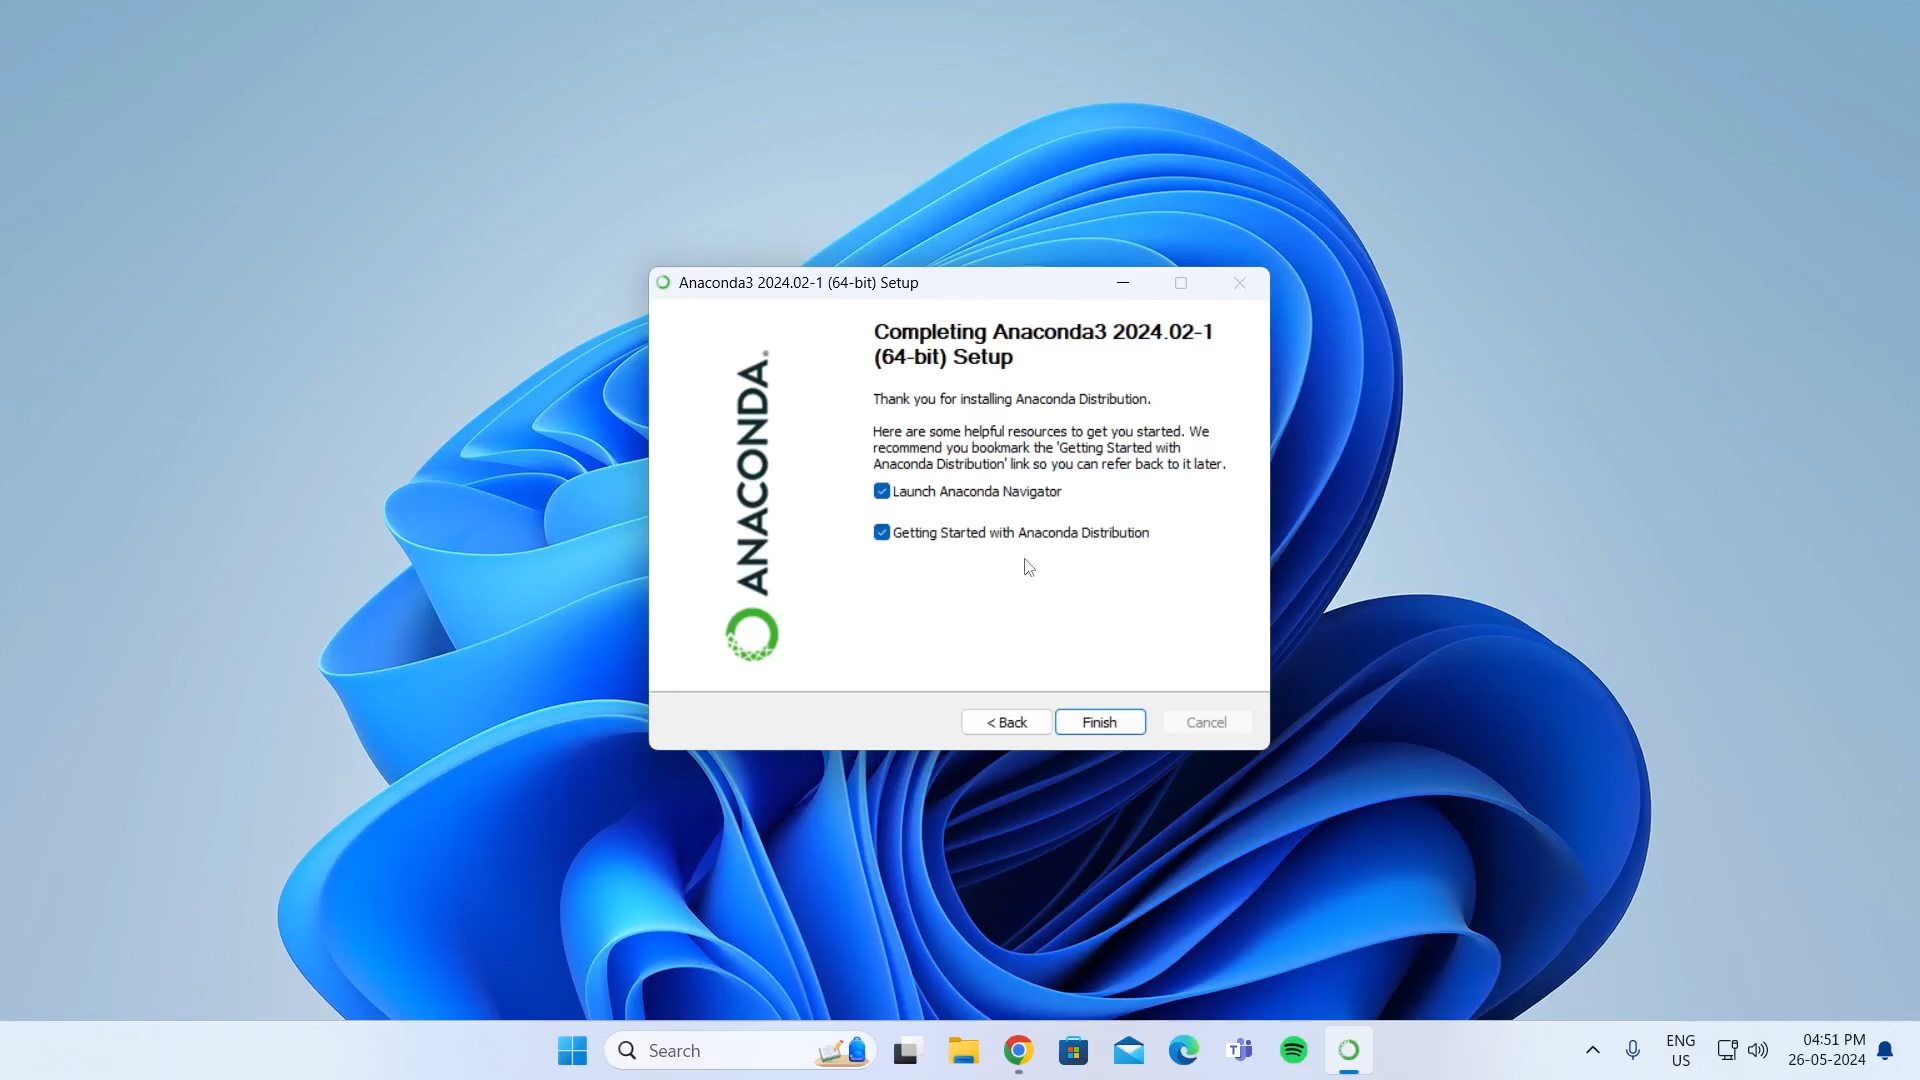 Anaconda3 2024.02-1 (64-bit) Setup
ANACONDA.
Completing Anaconda3 2024.02-1
(64-bit) Setup
Thank you for installing Anaconda Distribution.
Here are some helpful resources to get you started. We
recommend you bookmark the 'Getting Started with
Anaconda Distribution' link so you can refer back to it later.
Launch Anaconda Navigator
Getting Started with Anaconda Distribution
< Back
Finish
Cancel
Search
ENG
US
04:51 PM
26-05-2024